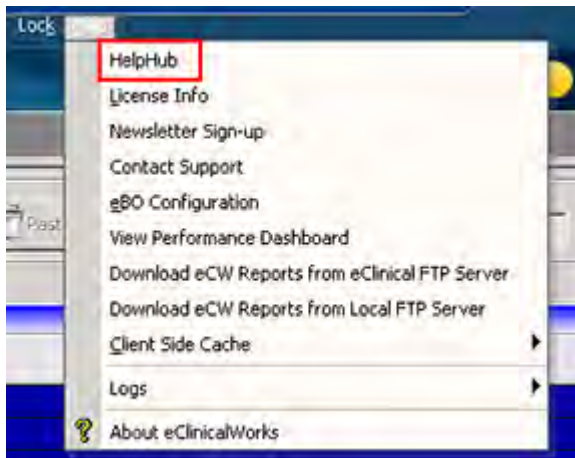 Lock
HelpHub
License Info
Newsletter Sign-up
Contact Support
eBO Configuration
Past
View Performance Dashboard
Download eCW Reports from eClinical FTP Server
Download eCW Reports from Local FTP Server
Client Side Cache
Logs
About eClinicalWorks